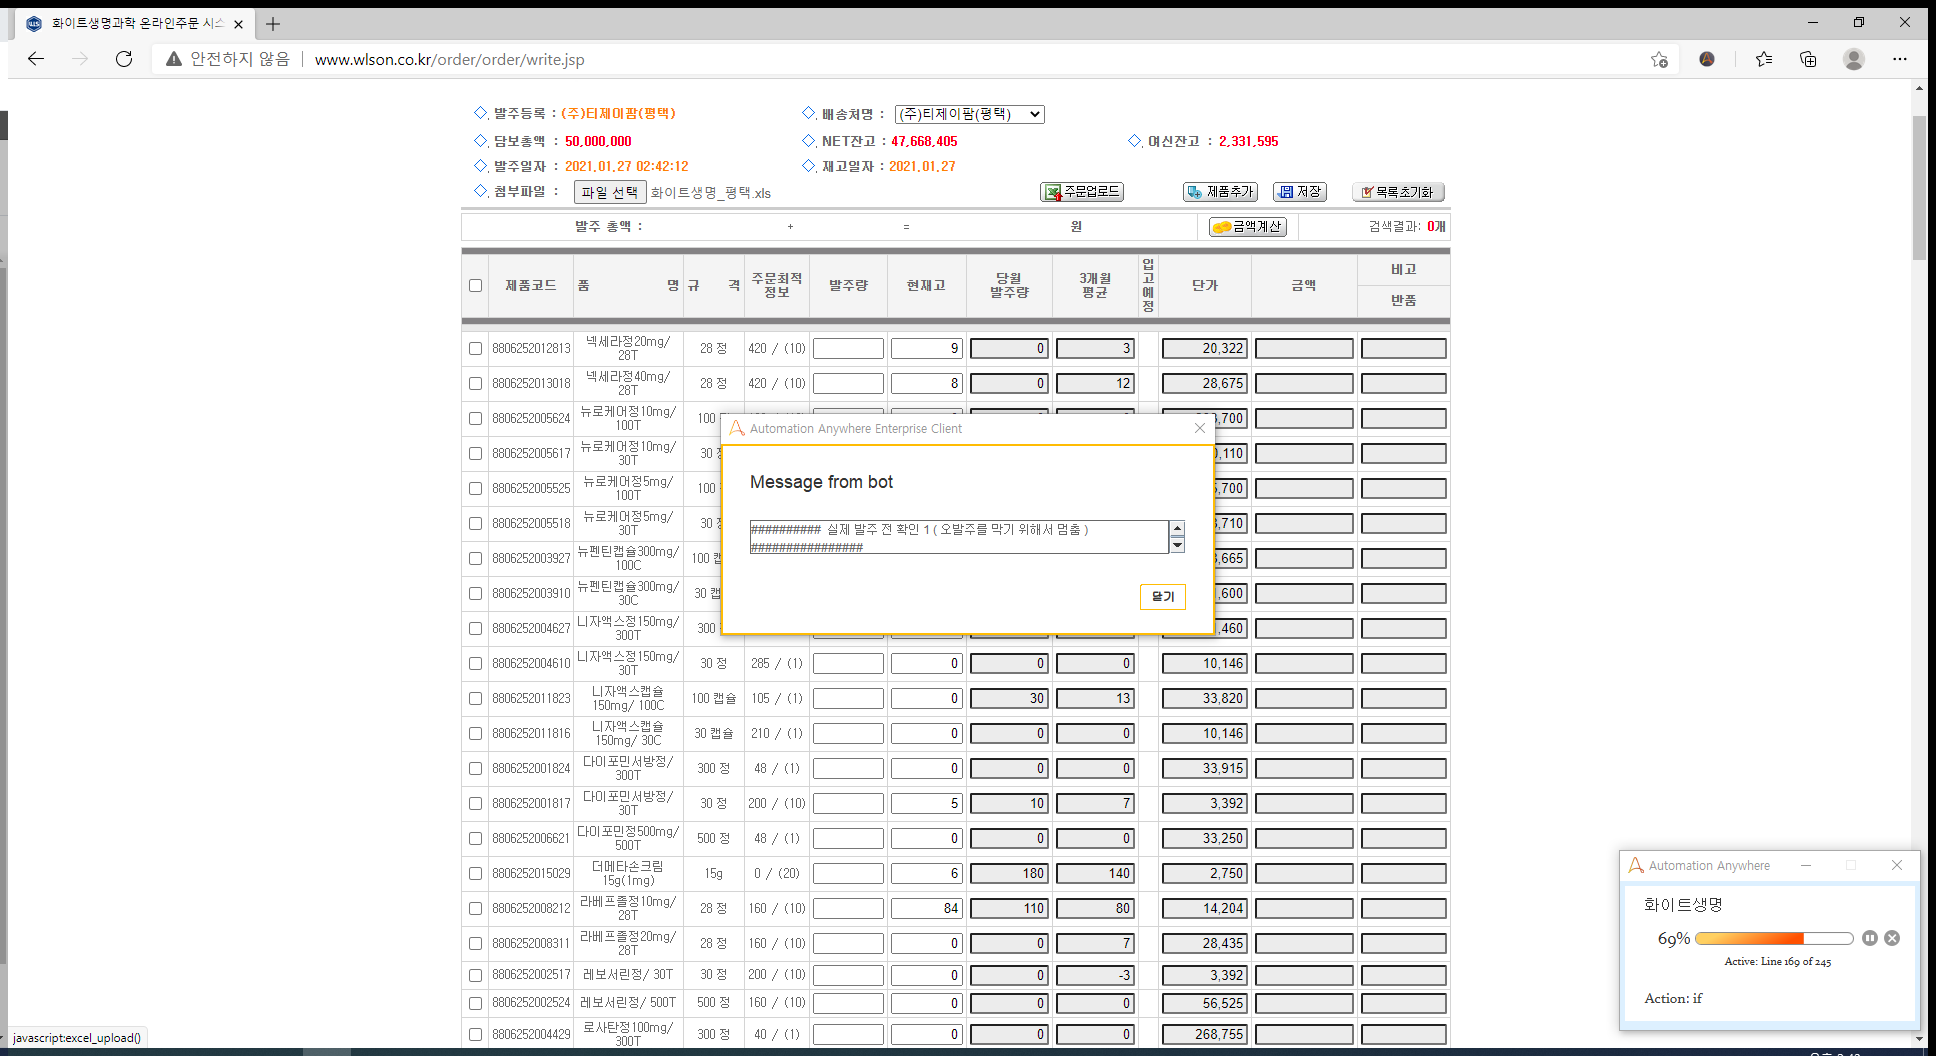 화이트생명과학 온라인주문 시스
안전하지 않음
www.wlson.co.kr/order/order/write.jsp
발주등록 : (주)티제이팜(평택)
배송처명 : (주)티제이팜(평택)
담보총액 : 50,000,000
NET잔고 : 47,668,405
여신잔고 : 2,331,595
발주일자 : 2021.01.27 02:42:12
재고일자 : 2021.01.27
첨부파일 : 파일 선택 화이트생명_평택.xls
주문업로드 제품추가 저장 목록초기화
발주 총액 : + = 원 금액계산 검색결과: 0개
제품코드 품 명 규 격 주문최적 정보 발주량 현재고 당월 발주량 3개월 평균 입고예정 단가 금액 비고 반품
8806252012813 넥세라정20mg/ 28T 28 정 420 / (10) 9 0 3 20,322
8806252013018 넥세라정40mg/ 28T 28 정 420 / (10) 8 0 12 28,675
8806252005624 뉴로케어정10mg/ 100T 100 ,700
8806252005617 뉴로케어정10mg/ 30T 30 정 ,110
8806252005525 뉴로케어정5mg/ 100T 100 ,700
8806252005518 뉴로케어정5mg/ 30T 30 정 ,710
8806252003927 뉴펜틴캡슐300mg/ 100C 100 캡 ,665
8806252003910 뉴펜틴캡슐300mg/ 30C 30 캡 ,600
8806252004627 니자액스정150mg/ 300T 300 ,460
8806252004610 니자액스정150mg/ 30T 30 정 285 / (1) 0 0 0 10,146
8806252011823 니자액스캡슐 150mg/ 100C 100 캡슐 105 / (1) 0 30 13 33,820
8806252011816 니자액스캡슐 150mg/ 30C 30 캡슐 210 / (1) 0 0 0 10,146
8806252001824 다이포민서방정/ 300T 300 정 48 / (1) 0 0 0 33,915
8806252001817 다이포민서방정/ 30T 30 정 200 / (10) 5 10 7 3,392
8806252006621 다이포민정500mg/ 500T 500 정 48 / (1) 0 0 0 33,250
8806252015029 더메타손크림 15g(1mg) 15g 0 / (20) 6 180 140 2,750
8806252008212 라베프졸정10mg/ 28T 28 정 160 / (10) 84 110 80 14,204
8806252008311 라베프졸정20mg/ 28T 28 정 160 / (10) 0 0 7 28,435
8806252002517 레보서린정/ 30T 30 정 200 / (10) 0 0 -3 3,392
8806252002524 레보서린정/ 500T 500 정 160 / (10) 0 0 0 56,525
8806252004429 로사탄정100mg/ 300T 300 정 40 / (1) 0 0 0 268,755
Automation Anywhere Enterprise Client
Message from bot
########## 실제 발주 전 확인 1 ( 오발주를 막기 위해서 멈춤 )
################
닫기
Automation Anywhere
화이트생명
69%
Active: Line 169 of 245
Action: if
javascript:excel_upload()